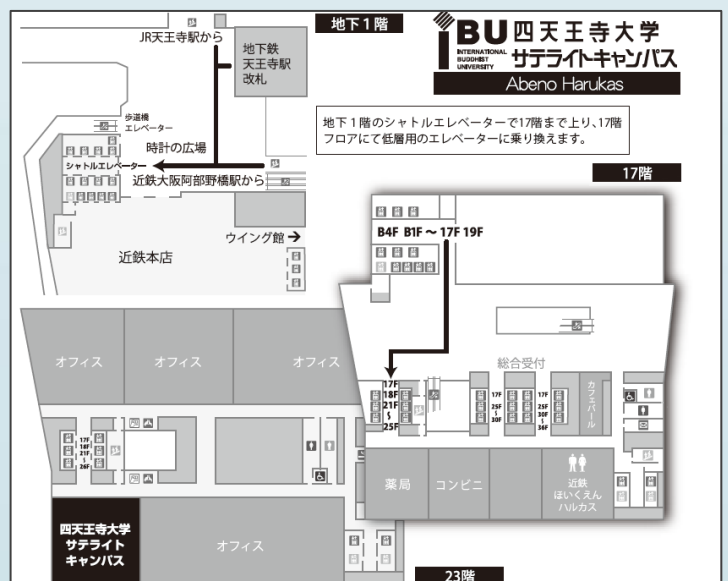 地下1階
IBU 四天王寺大学
INTERNATIONAL
BUDDHIST
UNIVERSITY
サテライトキャンパス
Abeno Harukas
JR天王寺駅から
地下鉄
天王寺駅
改札
地下1階のシャトルエレベーターで17階まで上り、17階
フロアにて低層用のエレベーターに乗り換えます。
歩道橋
エレベーター
時計の広場
シャトルエレベーター
近鉄大阪阿部野橋駅から
ウイング館
近鉄本店
17階
B4F B1F～17F 19F
総合受付
17F
18F
21F
～
25F
17F
25F
～
30F
17F
25F
30F
～
36F
カフェバール
薬局
コンビニ
近鉄
ほいくえん
ハルカス
オフィス
オフィス
オフィス
17F
18F
21F
～
四天王寺大学
サテライト
キャンパス
オフィス
23階